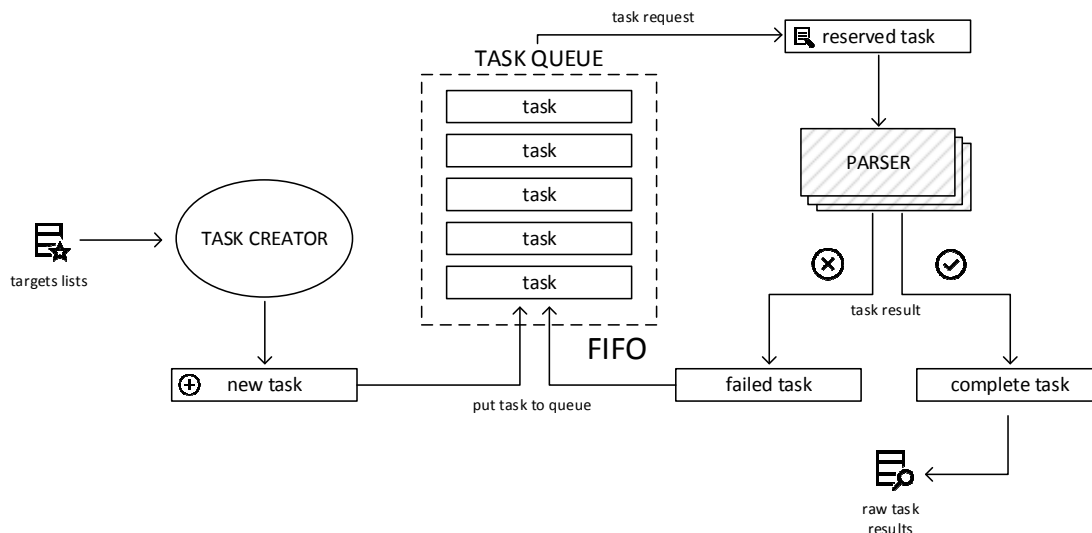 task request
reserved task
TASK QUEUE
task
task
task
task
task
PARSER
TASK CREATOR
targets lists
task result
FIFO
new task
put task to queue
failed task
complete task
raw task
results